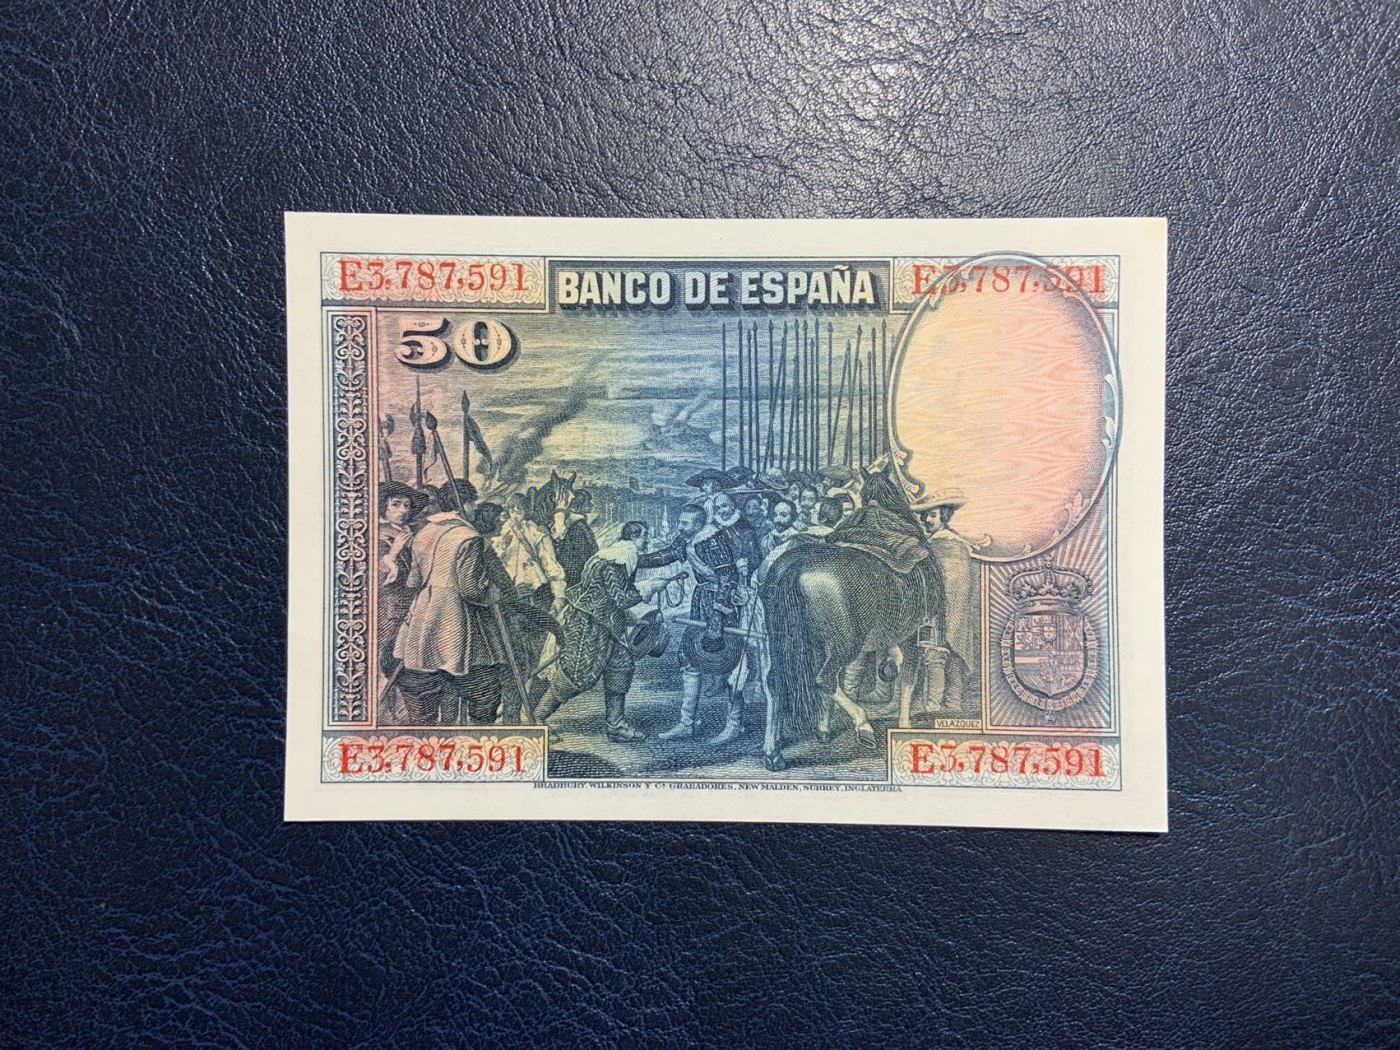 E3,787,591 BANCO DE ESPAÑA E3,787,591
50
VELAZQUEZ
E3,787,591 E3,787,591
BRADBURY, WILKINSON Y Cª GRABADORES, NEW MALDEN, SURREY, INGLATERRA